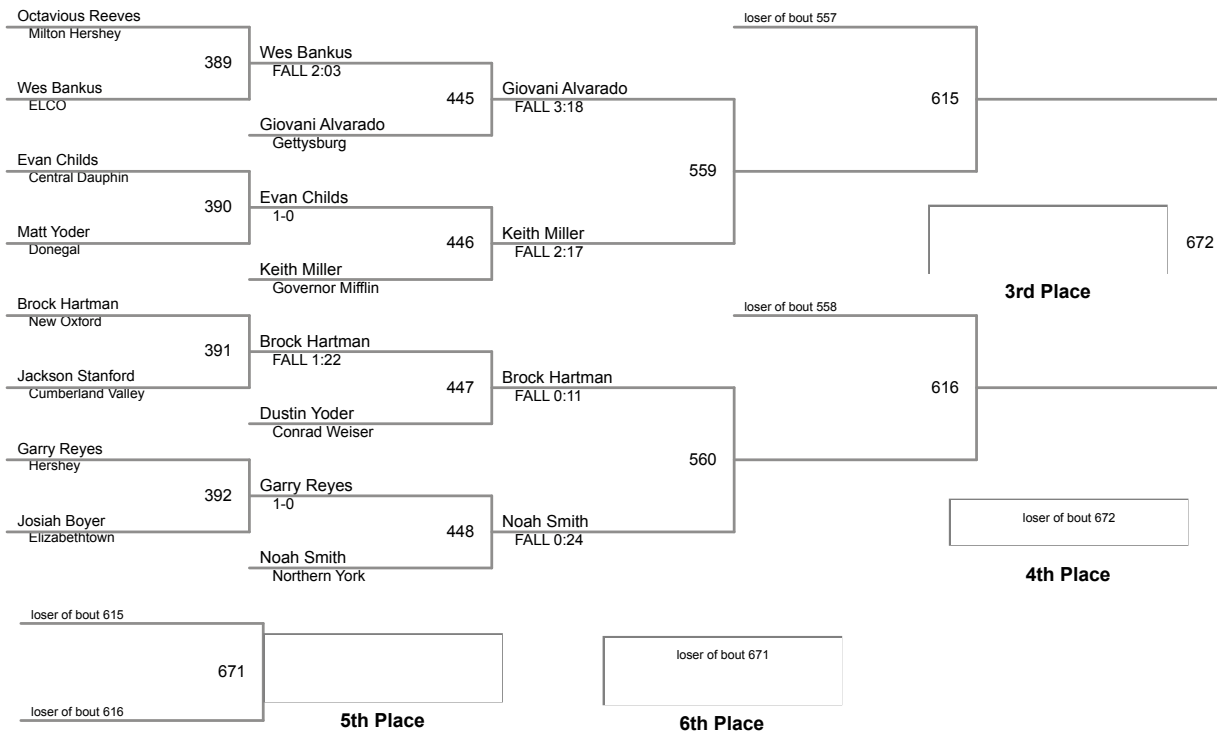 Octavious Reeves
Milton Hershey
389
Wes Bankus
ELCO
Wes Bankus
FALL 2:03
445
Giovani Alvarado
Gettysburg
Giovani Alvarado
FALL 3:18
Evan Childs
Central Dauphin
390
Matt Yoder
Donegal
Evan Childs
1-0
446
Keith Miller
Governor Mifflin
Keith Miller
FALL 2:17
559
loser of bout 557
615
Brock Hartman
New Oxford
391
Jackson Stanford
Cumberland Valley
Brock Hartman
FALL 1:22
447
Dustin Yoder
Conrad Weiser
Brock Hartman
FALL 0:11
Garry Reyes
Hershey
392
Josiah Boyer
Elizabethtown
Garry Reyes
1-0
448
Noah Smith
Northern York
Noah Smith
FALL 0:24
560
loser of bout 558
616
672
3rd Place
loser of bout 672
4th Place
loser of bout 615
671
loser of bout 616
5th Place
loser of bout 671
6th Place